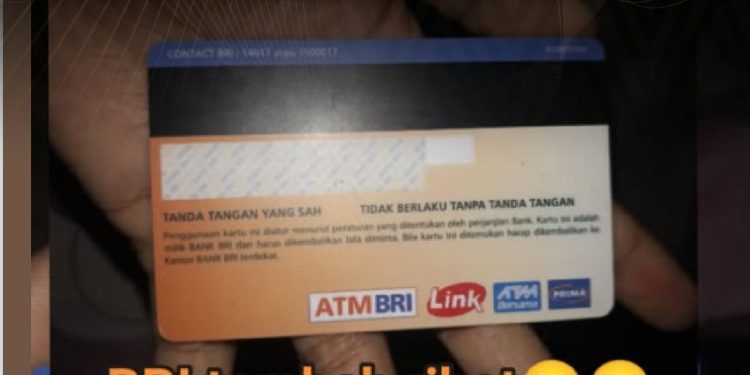 CONTACT BRI : 14017 atau 1500017
TANDA TANGAN YANG SAH
TIDAK BERLAKU TANPA TANDA TANGAN
Penggunaan kartu ini diatur menurut peraturan yang ditentukan oleh perjanjian Bank. Kartu ini adalah
milik BANK BRI dan harus dikembalikan bila diminta. Bila kartu ini ditemukan harap dikembalikan ke
Kantor BANK BRI terdekat.
ATM BRI
Link
ATM
Bersama
PRIMA